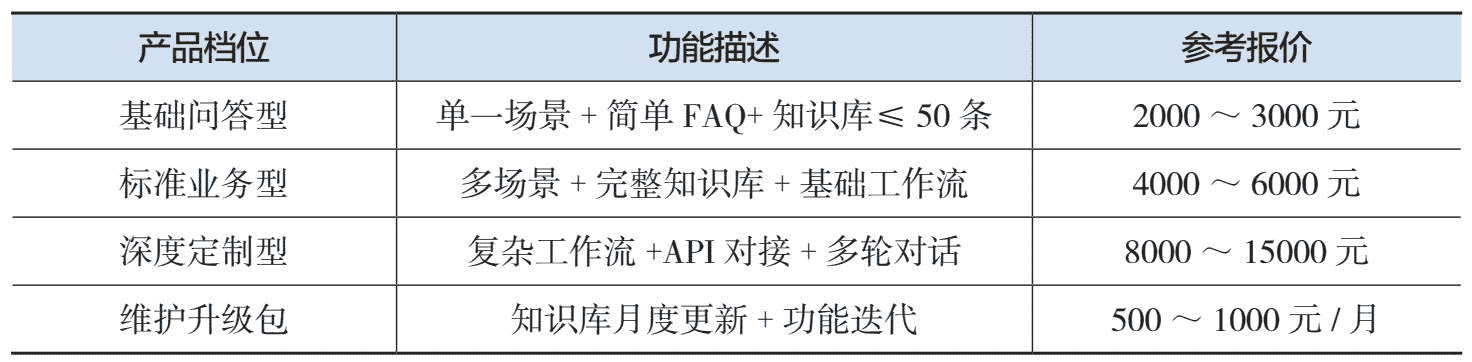 产品档位 功能描述 参考报价
基础问答型 单一场景 + 简单 FAQ+ 知识库≤ 50 条 2000 ～ 3000 元
标准业务型 多场景 + 完整知识库 + 基础工作流 4000 ～ 6000 元
深度定制型 复杂工作流 +API 对接 + 多轮对话 8000 ～ 15000 元
维护升级包 知识库月度更新 + 功能迭代 500 ～ 1000 元 / 月